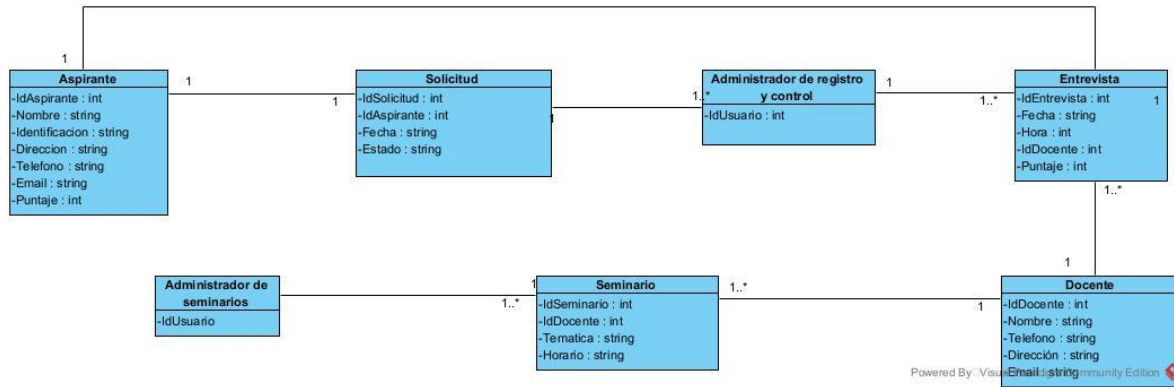 1
1
Aspirante
-IdAspirante : int
-Nombre : string
-Identificacion : string
-Direccion : string
-Telefono : string
-Email : string
-Puntaje : int
1
1
Solicitud
-IdSolicitud : int
-IdAspirante : int
-Fecha : string
-Estado : string
1..*
1
Administrador de registro
y control
-IdUsuario : int
1
1..*
Entrevista
-IdEntrevista : int
-Fecha : string
-Hora : int
-IdDocente : int
-Puntaje : int
1..*
1
Administrador de
seminarios
-IdUsuario
1
1..*
Seminario
-IdSeminario : int
-IdDocente : int
-Tematica : string
-Horario : string
1..*
1
Docente
-IdDocente : int
-Nombre : string
-Telefono : string
-Dirección : string
-Email : string
Powered By Visual Paradigm Community Edition